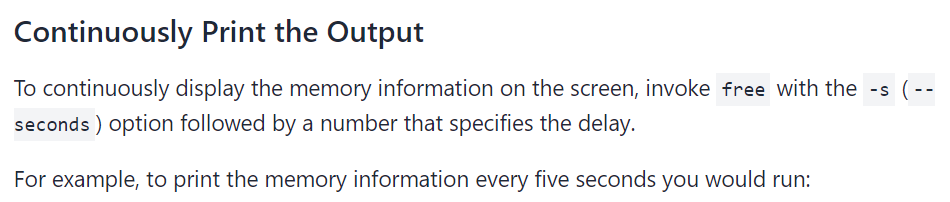 Continuously Print the Output
To continuously display the memory information on the screen, invoke free with the -s (--
seconds) option followed by a number that specifies the delay.
For example, to print the memory information every five seconds you would run: